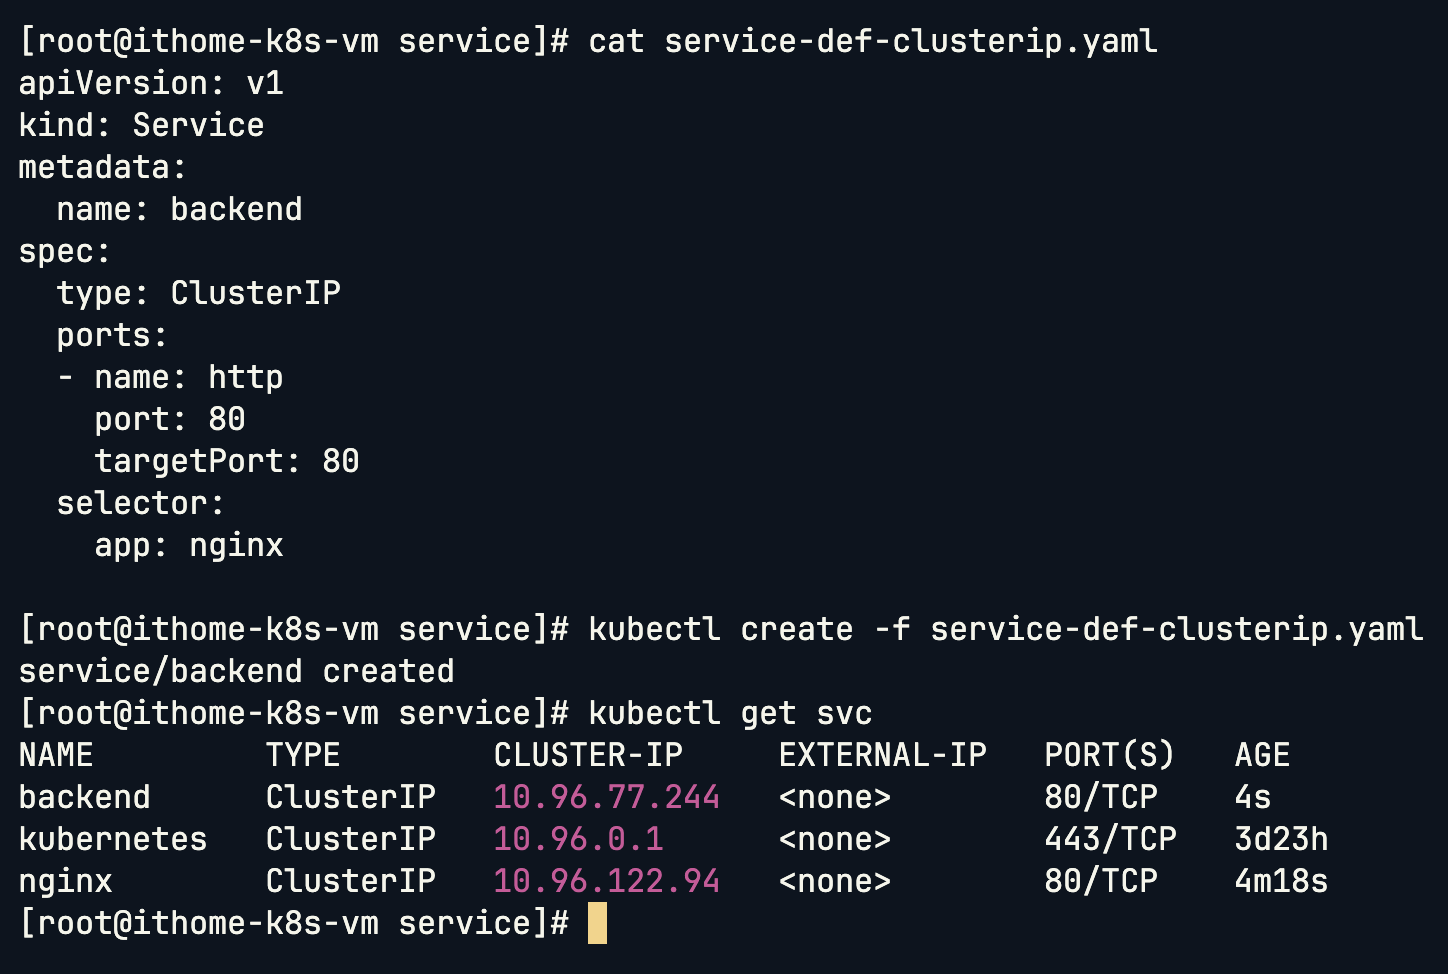 [root@ithome-k8s-vm service]# cat service-def-clusterip.yaml
apiVersion: v1
kind: Service
metadata:
  name: backend
spec:
  type: ClusterIP
  ports:
  - name: http
    port: 80
    targetPort: 80
  selector:
    app: nginx

[root@ithome-k8s-vm service]# kubectl create -f service-def-clusterip.yaml
service/backend created
[root@ithome-k8s-vm service]# kubectl get svc
NAME         TYPE        CLUSTER-IP     EXTERNAL-IP   PORT(S)   AGE
backend      ClusterIP   10.96.77.244   <none>        80/TCP    4s
kubernetes   ClusterIP   10.96.0.1      <none>        443/TCP   3d23h
nginx        ClusterIP   10.96.122.94   <none>        80/TCP    4m18s
[root@ithome-k8s-vm service]#